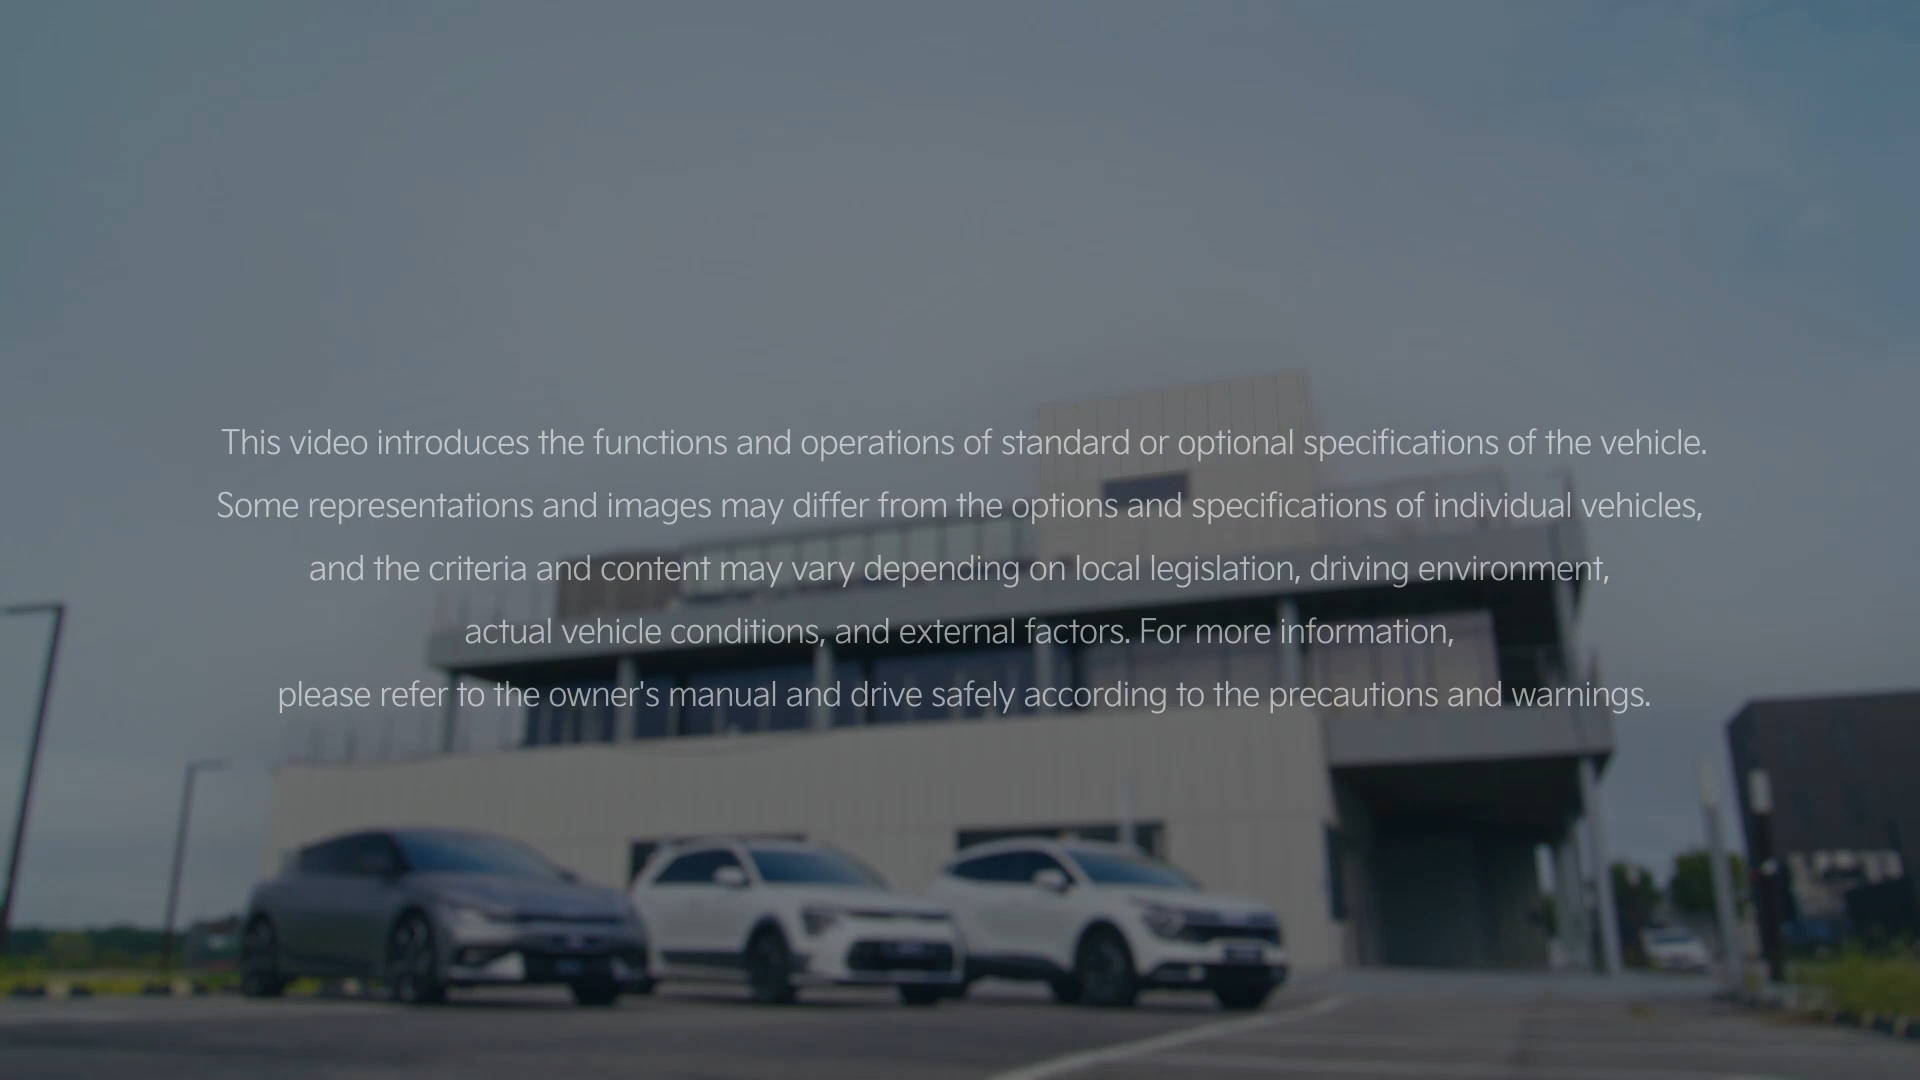 This video introduces the functions and operations of standard or optional specifications of the vehicle.
Some representations and images may differ from the options and specifications of individual vehicles,
and the criteria and content may vary depending on local legislation, driving environment,
actual vehicle conditions, and external factors. For more information,
please refer to the owner's manual and drive safely according to the precautions and warnings.